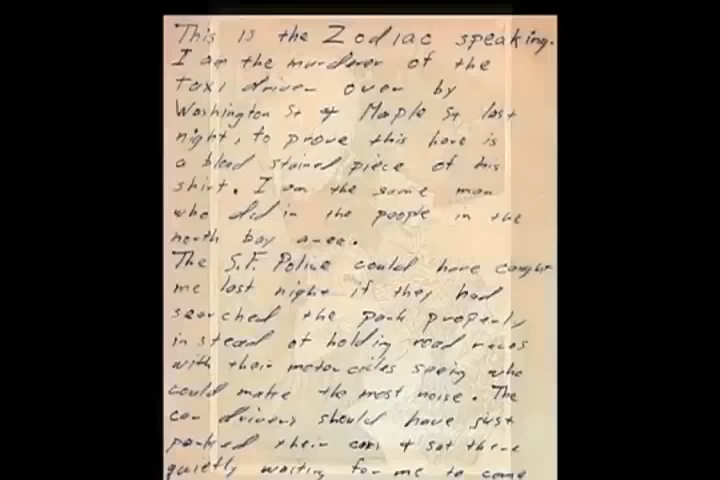 This is the Zodiac speaking.
I am the murderer of the
taxi driver over by
Washington St & Maple St last
night, to prove this here is
a blood stained piece of his
shirt. I am the same man
who did in the people in the
north bay area.
The S.F. Police could have caught
me last night if they had
searched the park properly
instead of holding road races
with their motorcicles seeing who
could make the most noise. The
car drivers should have just
parked their cars & sat there
quietly waiting for me to come